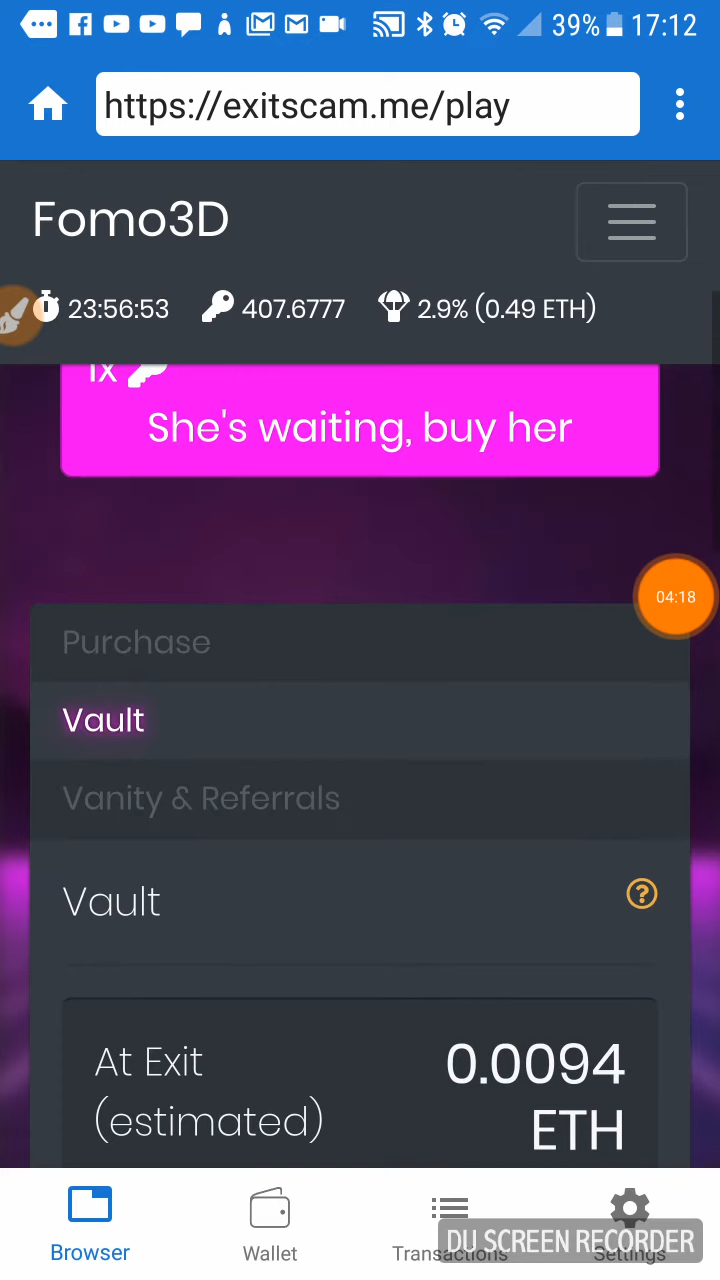 39% 17:12
https://exitscam.me/play
Fomo3D
23:56:53 407.6777 2.9% (0.49 ETH)
1x
She's waiting, buy her
04:18
Purchase
Vault
Vanity & Referrals
Vault
?
At Exit 0.0094
(estimated) ETH
Browser Wallet Transactions Settings
DU SCREEN RECORDER